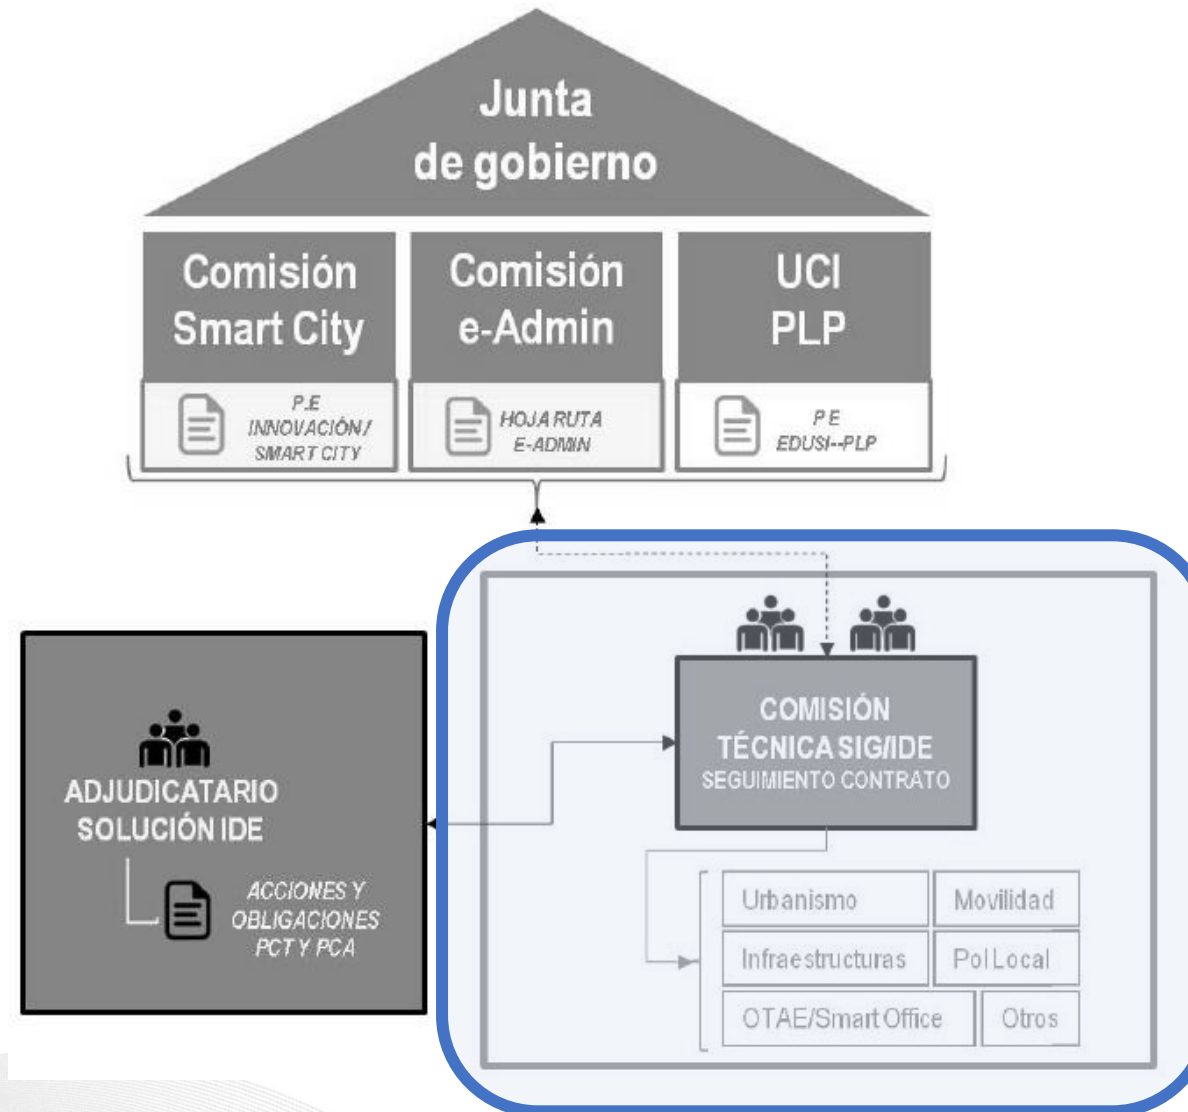 Junta
de gobierno
Comisión
Smart City
Comisión
e-Admin
UCI
PLP
P.E
INNOVACIÓN/
SMART CITY
HOJA RUTA
E-ADMIN
P E
EDUSI--PLP
ADJUDICATARIO
SOLUCIÓN IDE
ACCIONES Y
OBLIGACIONES
PCT Y PCA
COMISIÓN
TÉCNICA SIG/IDE
SEGUIMIENTO CONTRATO
Urbanismo
Movilidad
Infraestructuras
Pol Local
OTAE/Smart Office
Otros